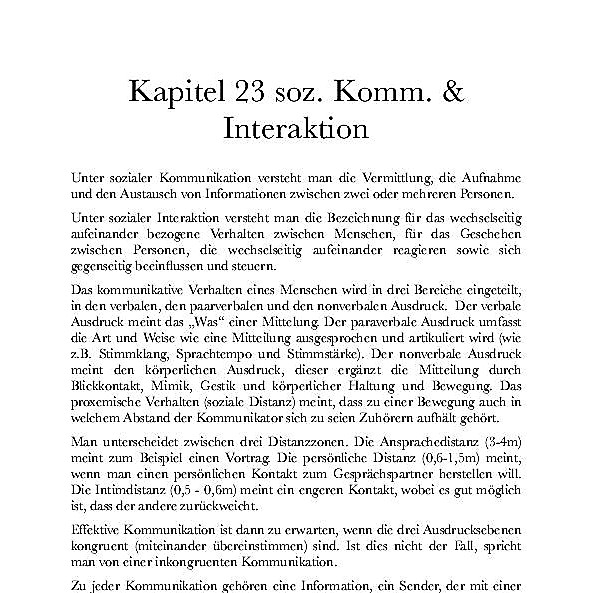 Kapitel 23 soz. Komm. &
Interaktion
Unter sozialer Kommunikation versteht man die Vermittlung, die Aufnahme
und den Austausch von Informationen zwischen zwei oder mehreren Personen.
Unter sozialer Interaktion versteht man die Bezeichnung für das wechselseitig
aufeinander bezogene Verhalten zwischen Menschen, für das Geschehen
zwischen Personen, die wechselseitig aufeinander reagieren sowie sich
gegenseitig beeinflussen und steuern.
Das kommunikative Verhalten eines Menschen wird in drei Bereiche eingeteilt,
in den verbalen, den paarverbalen und den nonverbalen Ausdruck. Der verbale
Ausdruck meint das „Was“ einer Mittelung. Der paraverbale Ausdruck umfasst
die Art und Weise wie eine Mitteilung ausgesprochen und artikuliert wird (wie
z.B. Stimmklang, Sprachtempo und Stimmstärke). Der nonverbale Ausdruck
meint den körperlichen Ausdruck, dieser ergänzt die Mitteilung durch
Blickkontakt, Mimik, Gestik und körperlicher Haltung und Bewegung. Das
proxemische Verhalten (soziale Distanz) meint, dass zu einer Bewegung auch in
welchem Abstand der Kommunikator sich zu seien Zuhörern aufhält gehört.
Man unterscheidet zwischen drei Distanzzonen. Die Ansprachedistanz (3-4m)
meint zum Beispiel einen Vortrag. Die persönliche Distanz (0,6-1,5m) meint,
wenn man einen persönlichen Kontakt zum Gesprächspartner herstellen will.
Die Intimdistanz (0,5 - 0,6m) meint ein engeren Kontakt, wobei es gut möglich
ist, dass der andere zurückweicht.
Effektive Kommunikation ist dann zu erwarten, wenn die drei Ausdrucksebenen
kongruent (miteinander übereinstimmen) sind. Ist dies nicht der Fall, spricht
man von einer inkongruenten Kommunikation.
Zu jeder Kommunikation gehören eine Information, ein Sender, der mit einer